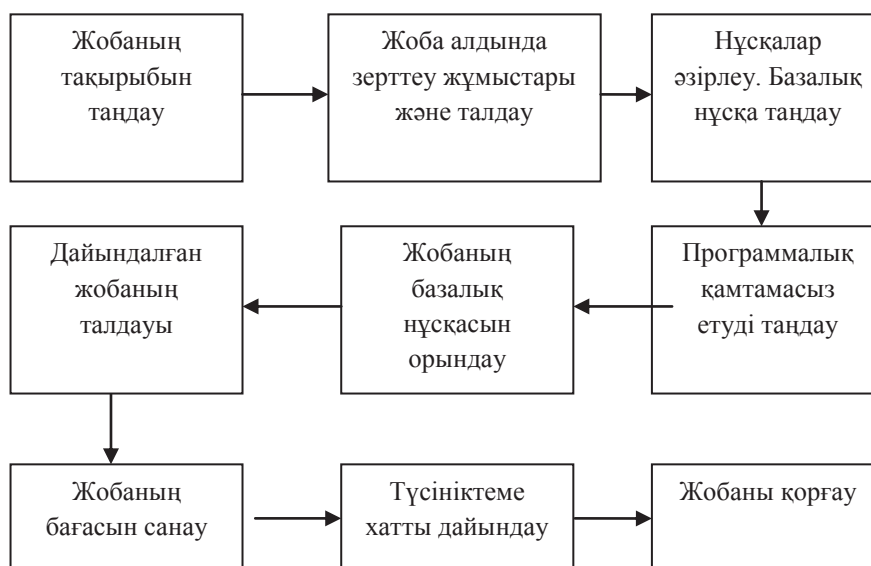 Жобаның
тақырыбын
таңдау
Жоба алдында
зерттеу жұмыстары
және талдау
Нұсқалар
әзірлеу. Базалық
нұсқа таңдау
Программалық
қамтамасыз
етуді таңдау
Жобаның
базалық
нұсқасын
орындау
Дайындалған
жобаның
талдауы
Жобаның
бағасын санау
Түсініктеме
хатты дайындау
Жобаны қорғау